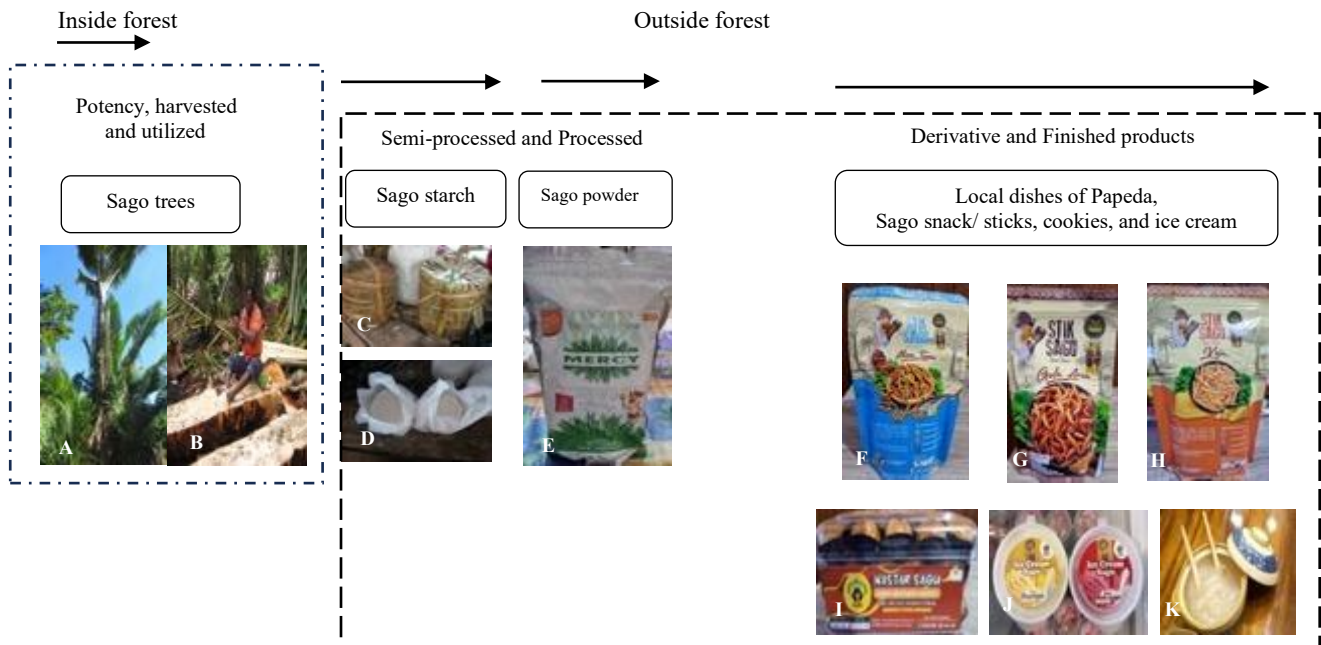 Inside forest
Outside forest
Potency, harvested
and utilized
Semi-processed and Processed
Derivative and Finished products
Sago trees
Sago starch
Sago powder
Local dishes of Papeda,
Sago snack/ sticks, cookies, and ice cream
A
B
C
D
MERCY
E
F
STIK
SAGU
G
H
NASTAR SAGU
I
Ice Cream
Sagu
Ice Cream
Sagu
J
K